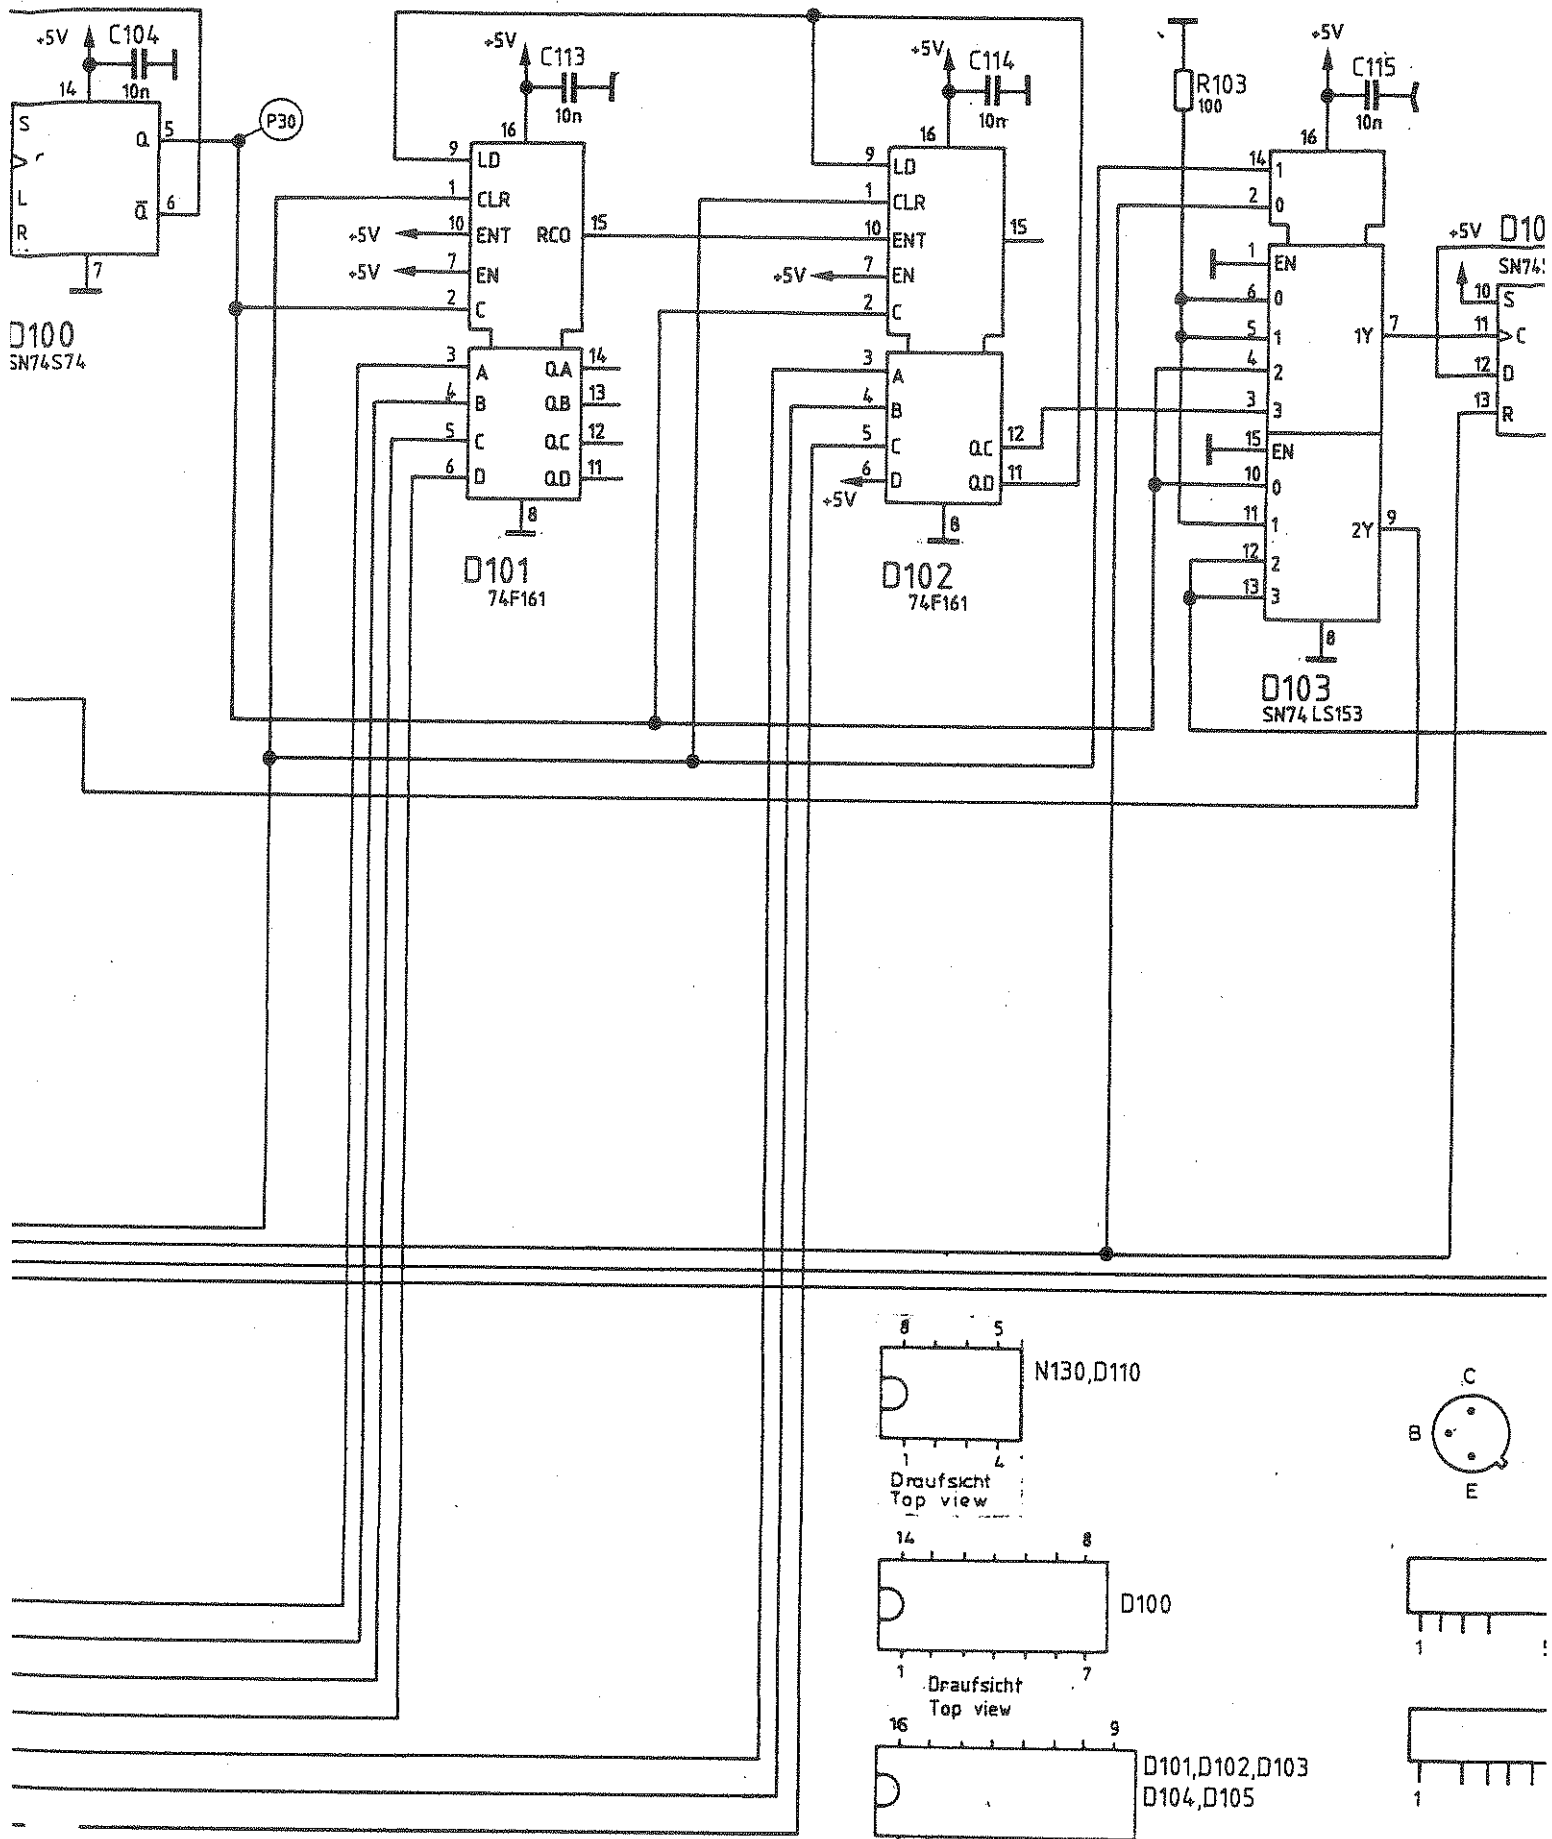 +5V
C104
10n
14
S
L
R
Q
5
Q̅
6
7
P30
D100
SN74S74
+5V
C113
10n
16
9 LD
1 CLR
+5V 10 ENT RCO 15
+5V 7 EN
2 C
3 A QA 14
4 B QB 13
5 C QC 12
6 D QD 11
8
D101
74F161
+5V
C114
10n
16
9 LD
1 CLR
10 ENT 15
+5V 7 EN
2 C
3 A
4 B
5 C QC 12
6 D QD 11
+5V
8
D102
74F161
R103
100
+5V
C115
10n
16
14 1
2 0
1 EN
6 0
5 1 1Y 7
4 2
3 3
15 EN
10 0
11 1 2Y 9
12 2
13 3
8
D103
SN74LS153
+5V D10
SN74
10 S
11 C
12 D
13 R
8 5
N130,D110
1 4
Draufsicht
Top view
C
B
E
14 8
D100
1 7
Draufsicht
Top view
1
16 9
D101,D102,D103
D104,D105
1